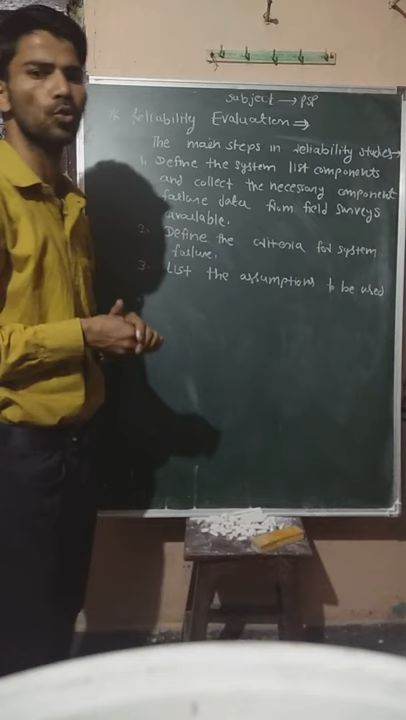 Subject → PSP
* Reliability Evaluation ⇒
The main steps in reliability studies→
1. Define the system list components
and collect the necessary component
failure data from field surveys
available.
2. Define the criteria for system
failure.
3. List the assumptions to be used